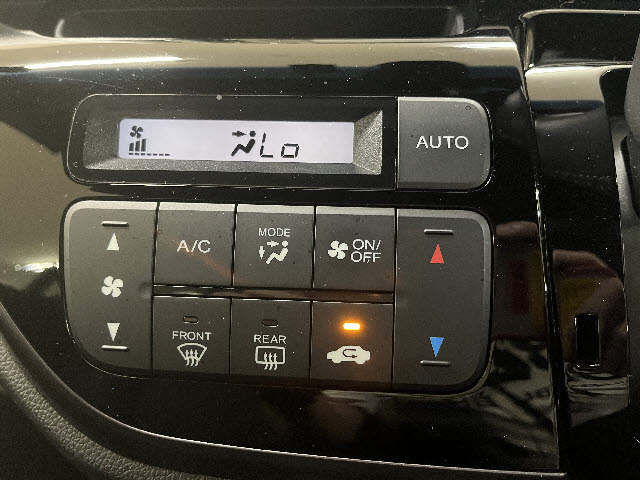 Lo
AUTO
A/C
MODE
ON/
OFF
FRONT
REAR